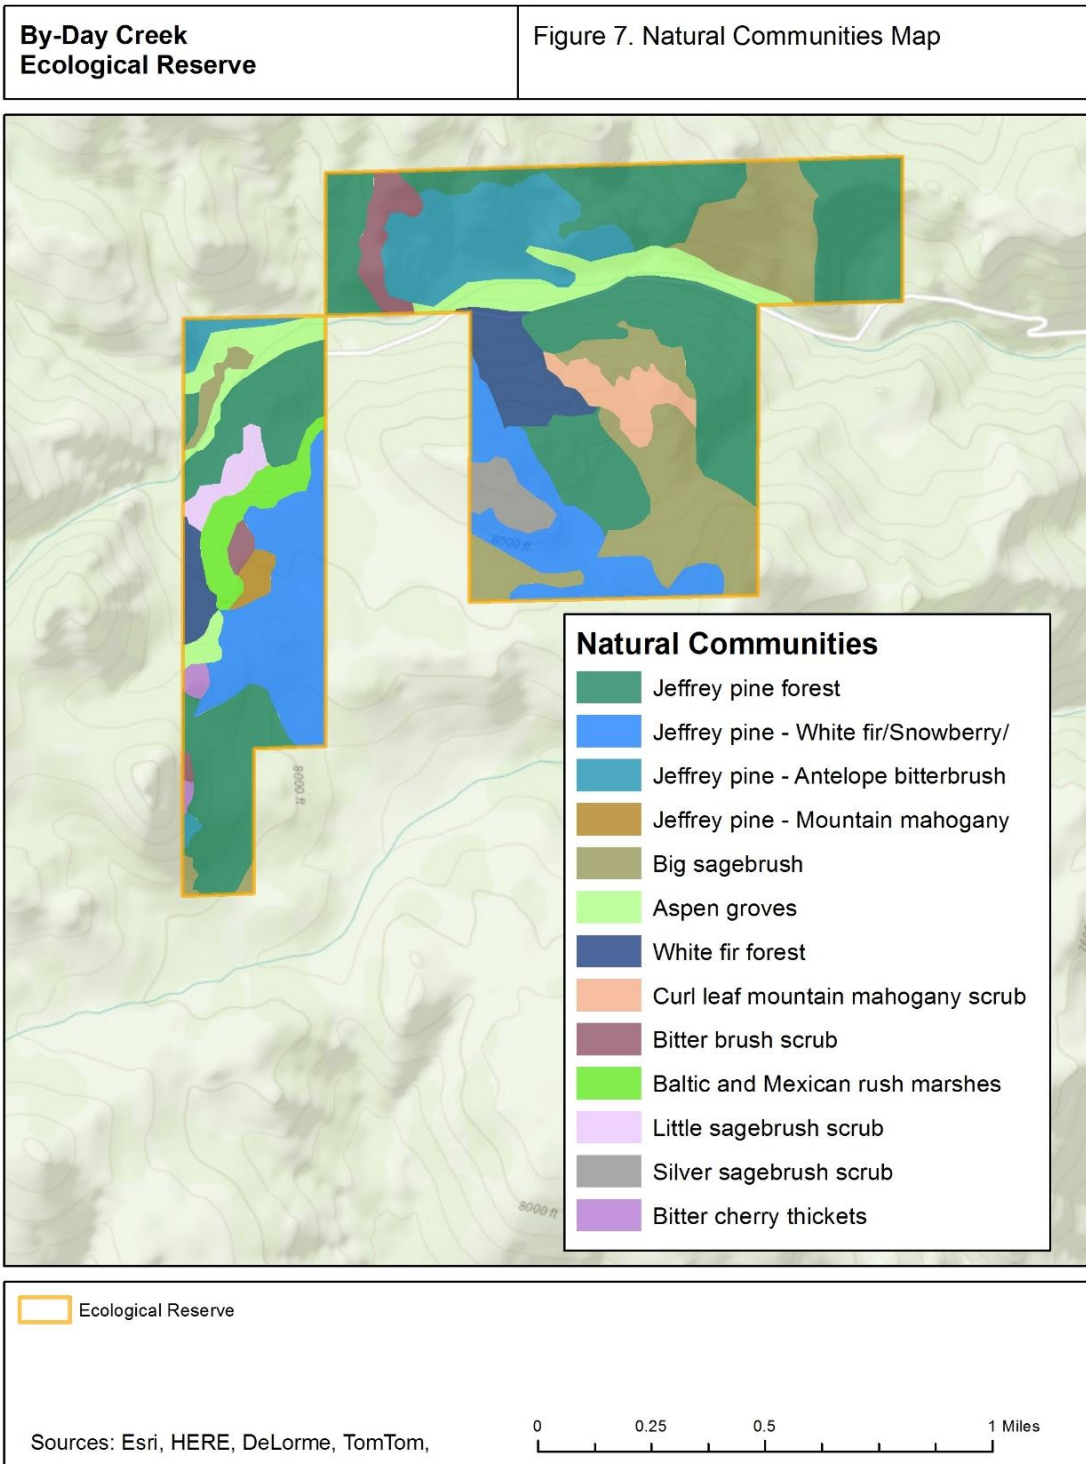 By-Day Creek
Ecological Reserve
Figure 7. Natural Communities Map
8000 ft
8000 ft
8000 ft
Natural Communities
Jeffrey pine forest
Jeffrey pine - White fir/Snowberry/
Jeffrey pine - Antelope bitterbrush
Jeffrey pine - Mountain mahogany
Big sagebrush
Aspen groves
White fir forest
Curl leaf mountain mahogany scrub
Bitter brush scrub
Baltic and Mexican rush marshes
Little sagebrush scrub
Silver sagebrush scrub
Bitter cherry thickets
Ecological Reserve
Sources: Esri, HERE, DeLorme, TomTom,
0 0.25 0.5 1 Miles